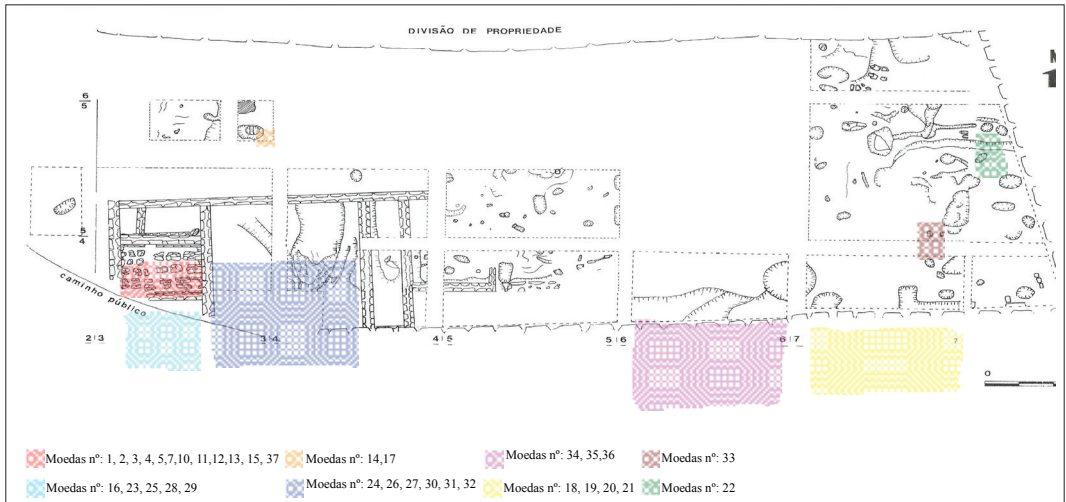 DIVISÃO DE PROPRIEDADE
N
6
5
5
4
caminho público
2|3
3|4
4|5
5|6
6|7
7
0
Moedas nº: 1, 2, 3, 4, 5,7,10, 11,12,13, 15, 37
Moedas nº: 14,17
Moedas nº: 34, 35,36
Moedas nº: 33
Moedas nº: 16, 23, 25, 28, 29
Moedas nº: 24, 26, 27, 30, 31, 32
Moedas nº: 18, 19, 20, 21
Moedas nº: 22